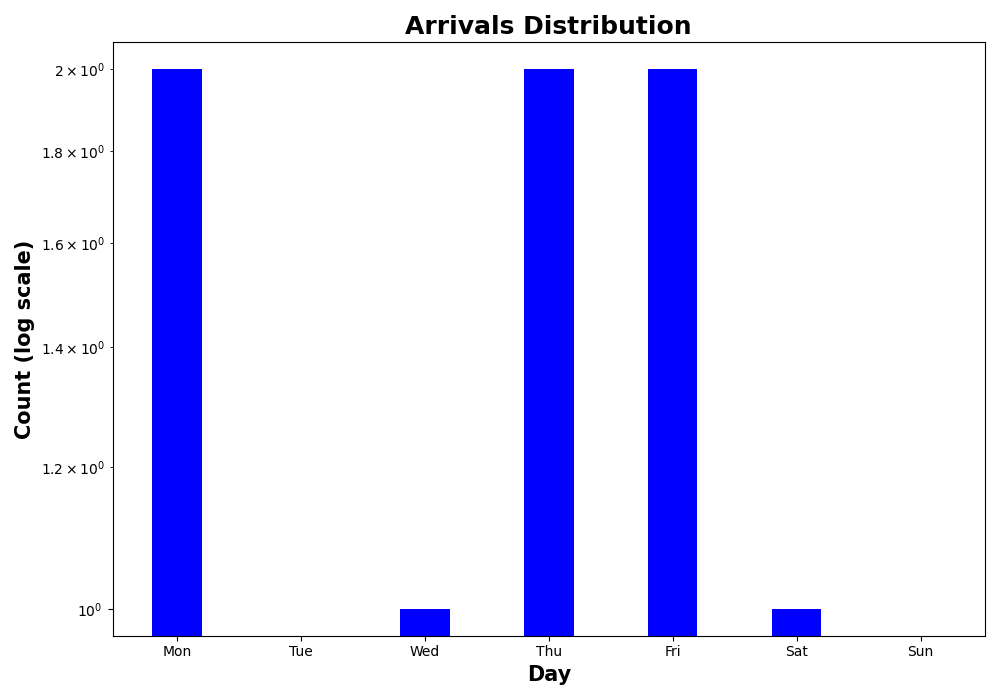 Arrivals Distribution
Count (log scale)
2 × 10⁰
1.8 × 10⁰
1.6 × 10⁰
1.4 × 10⁰
1.2 × 10⁰
10⁰
Mon Tue Wed Thu Fri Sat Sun
Day